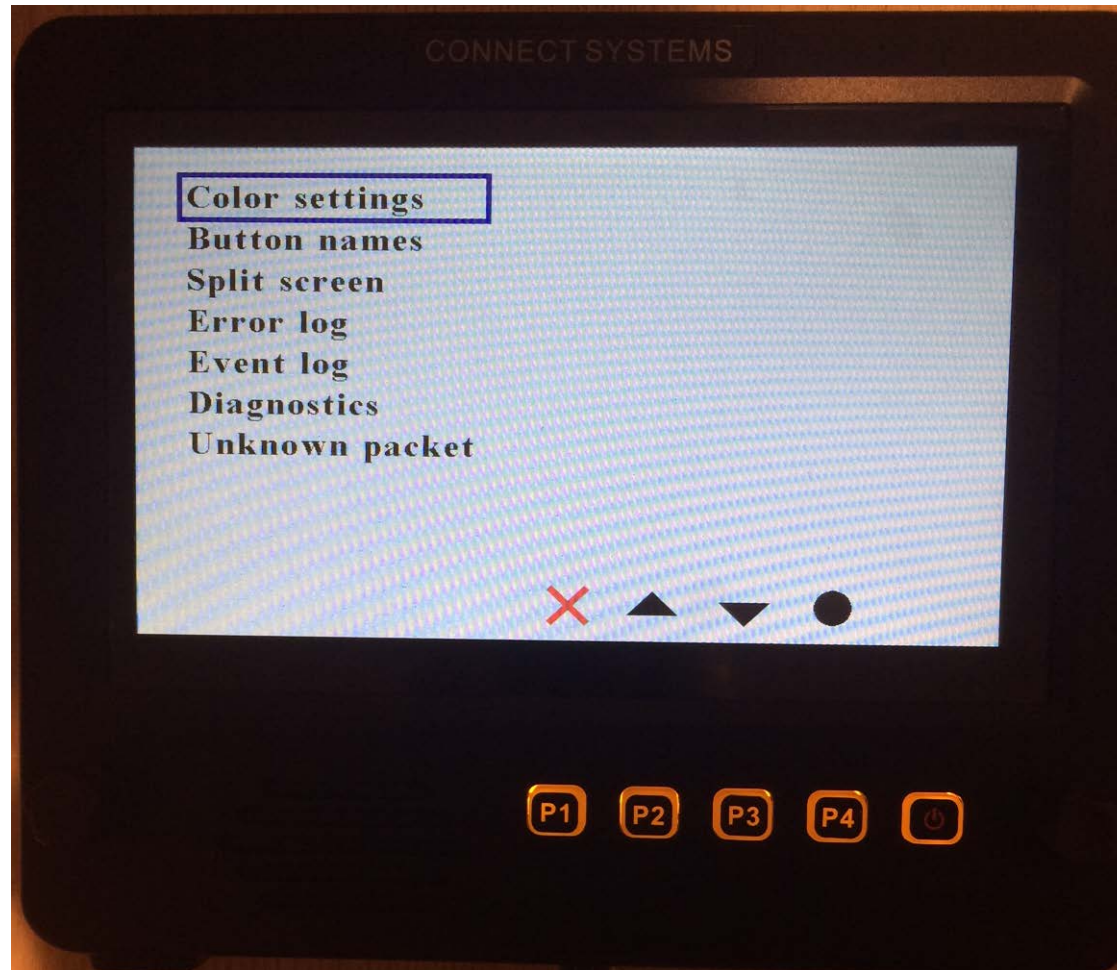 CONNECT SYSTEMS
Color settings
Button names
Split screen
Error log
Event log
Diagnostics
Unknown packet
P1 P2 P3 P4